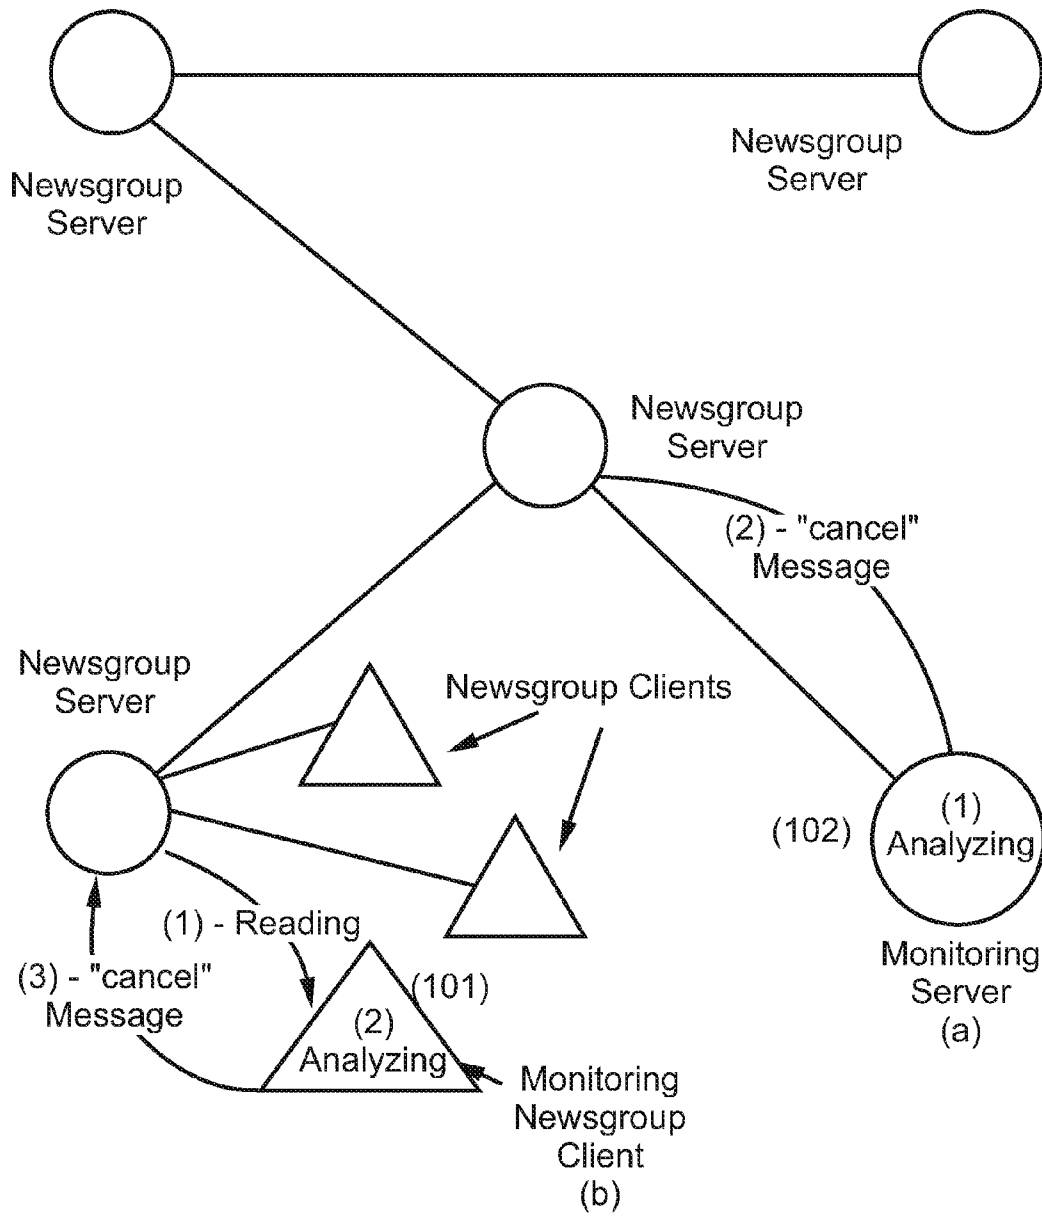 Newsgroup
Server
Newsgroup
Server
Newsgroup
Server
(2) - "cancel"
Message
Newsgroup
Server
Newsgroup Clients
(102)
(1)
Analyzing
(1) - Reading
Monitoring
Server
(a)
(3) - "cancel"
Message
(101)
(2)
Analyzing
Monitoring
Newsgroup
Client
(b)